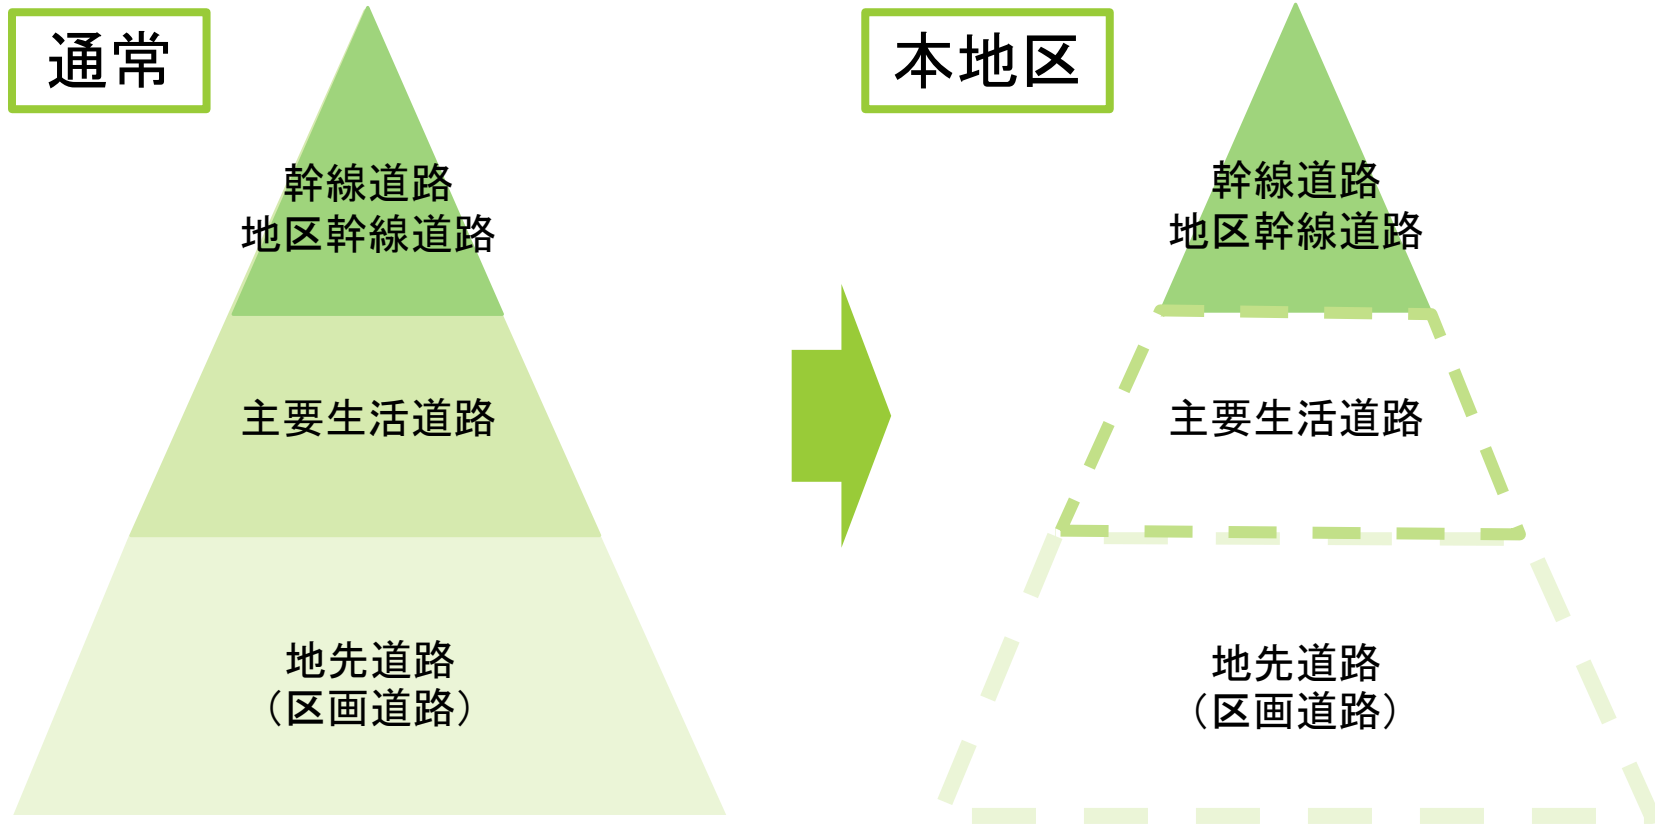 通常
幹線道路
地区幹線道路
主要生活道路
地先道路
（区画道路）
本地区
幹線道路
地区幹線道路
主要生活道路
地先道路
（区画道路）